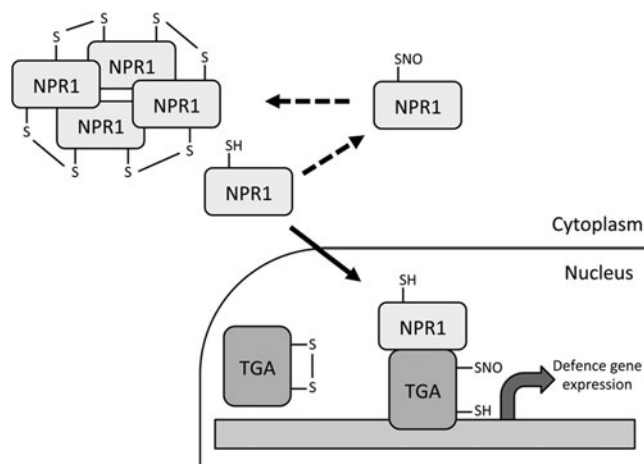 S
S
NPR1
S
S
SNO
NPR1
NPR1
NPR1
NPR1
S
S
S
S
SH
NPR1
Cytoplasm
Nucleus
SH
NPR1
TGA
S
S
TGA
SNO
SH
Defence gene
expression